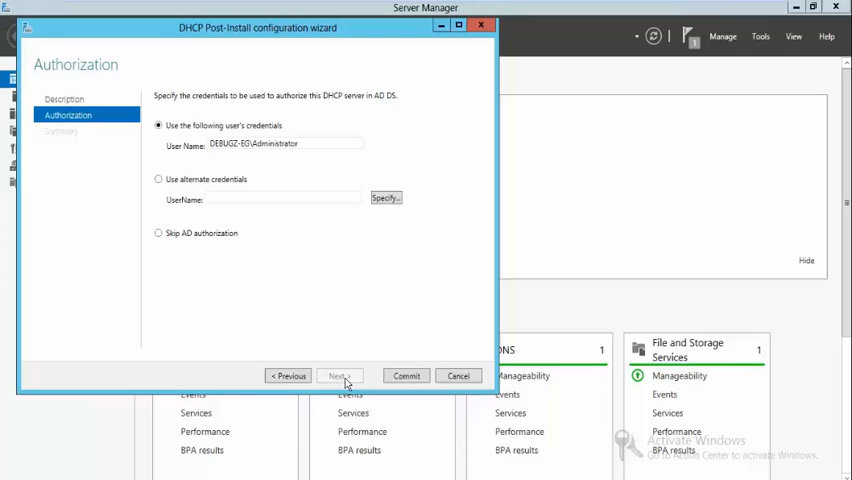 Server Manager
DHCP Post-Install configuration wizard
1
Manage
Tools
View
Help
Authorization
Description
Authorization
Summary
Specify the credentials to be used to authorize this DHCP server in AD DS.
Use the following user's credentials
User Name: DEBUGZ-EG\Administrator
Use alternate credentials
UserName:
Specify...
Skip AD authorization
Hide
< Previous
Next >
Commit
Cancel
DNS 1
Manageability
Events
Services
Performance
BPA results
File and Storage
Services 1
Manageability
Events
Services
Performance
BPA results
Events
Services
Performance
BPA results
Events
Services
Performance
BPA results
Activate Windows
Go to Action Center to activate Windows.